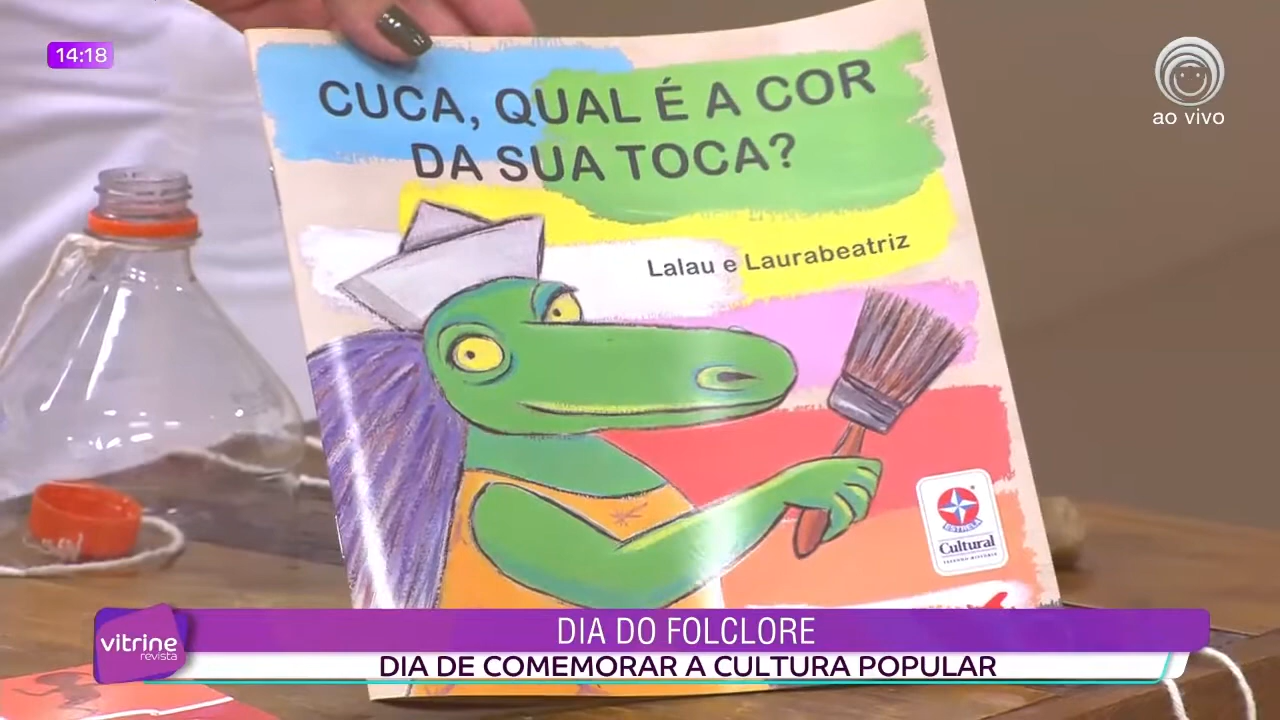 14:18
ao vivo
CUCA, QUAL É A COR
DA SUA TOCA?
Lalau e Laurabeatriz
ESTRELA
Cultural
vitrine
revista
DIA DO FOLCLORE
DIA DE COMEMORAR A CULTURA POPULAR